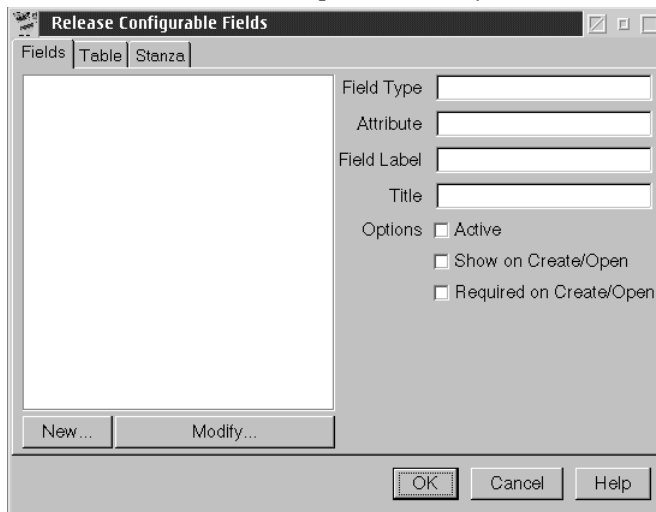 Release Configurable Fields
Fields Table Stanza
Field Type
Attribute
Field Label
Title
Options Active
Show on Create/Open
Required on Create/Open
New... Modify...
OK Cancel Help